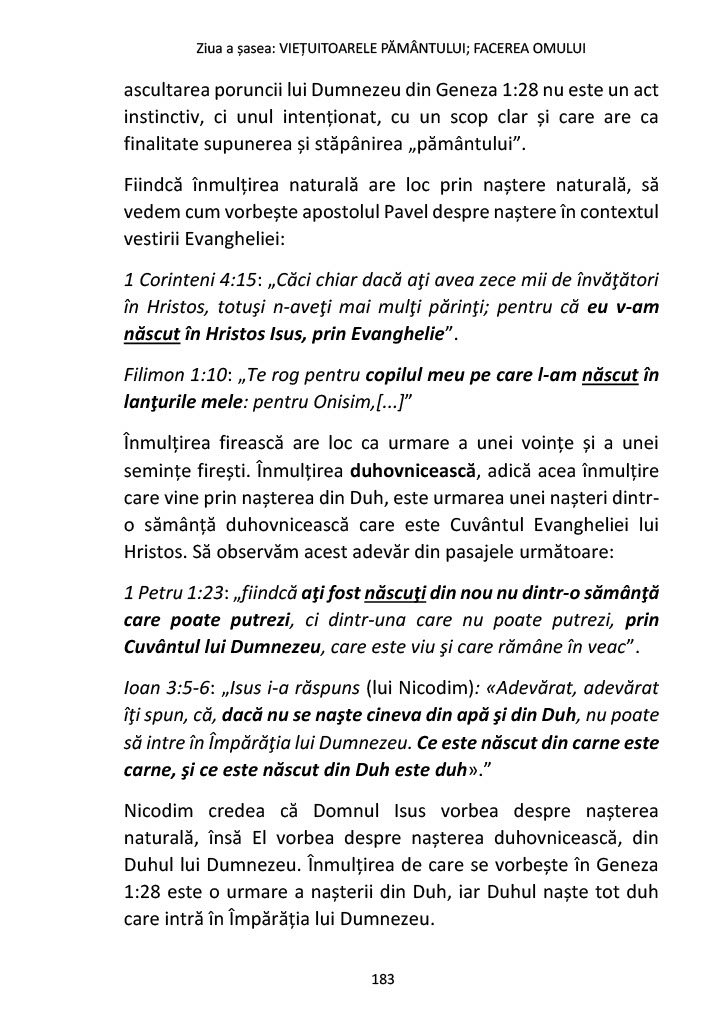 Ziua a șasea: VIEȚUITOARELE PĂMÂNTULUI; FACEREA OMULUI
ascultarea poruncii lui Dumnezeu din Geneza 1:28 nu este un act
instinctiv, ci unul intenționat, cu un scop clar și care are ca
finalitate supunerea și stăpânirea „pământului”.
Fiindcă înmulțirea naturală are loc prin naștere naturală, să
vedem cum vorbește apostolul Pavel despre naștere în contextul
vestirii Evangheliei:
1 Corinteni 4:15: „Căci chiar dacă aţi avea zece mii de învăţători
în Hristos, totuşi n-aveţi mai mulţi părinţi; pentru că eu v-am
născut în Hristos Isus, prin Evanghelie”.
Filimon 1:10: „Te rog pentru copilul meu pe care l-am născut în
lanţurile mele: pentru Onisim,[...]”
Înmulțirea firească are loc ca urmare a unei voințe și a unei
semințe firești. Înmulțirea duhovnicească, adică acea înmulțire
care vine prin nașterea din Duh, este urmarea unei nașteri dintr-
o sământă duhovnicească care este Cuvântul Evangheliei lui
Hristos. Să observăm acest adevăr din pasajele următoare:
1 Petru 1:23: „fiindcă aţi fost născuţi din nou nu dintr-o sămânţă
care poate putrezi, ci dintr-una care nu poate putrezi, prin
Cuvântul lui Dumnezeu, care este viu şi care rămâne în veac”.
Ioan 3:5-6: „Isus i-a răspuns (lui Nicodim): «Adevărat, adevărat
îţi spun, că, dacă nu se naşte cineva din apă şi din Duh, nu poate
să intre în Împărăţia lui Dumnezeu. Ce este născut din carne este
carne, şi ce este născut din Duh este duh».”
Nicodim credea că Domnul Isus vorbea despre nașterea
naturală, însă El vorbea despre nașterea duhovnicească, din
Duhul lui Dumnezeu. Înmulțirea de care se vorbește în Geneza
1:28 este o urmare a nașterii din Duh, iar Duhul naște tot duh
care intră în Împărăția lui Dumnezeu.
183